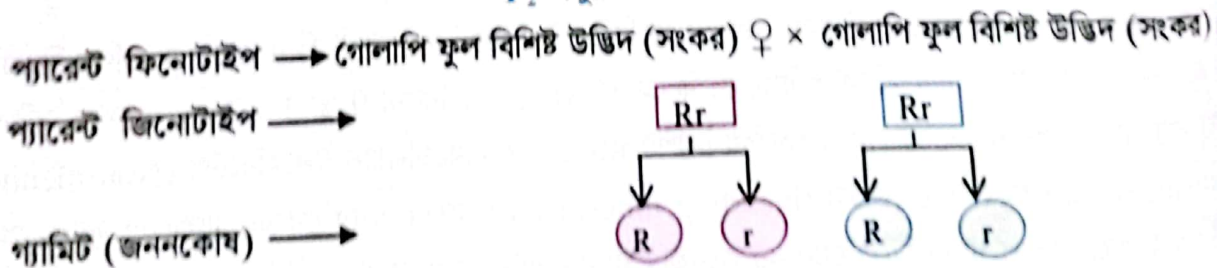 প্যারেন্ট ফিনোটাইপ ⟶ গোলাপি ফুল বিশিষ্ট উদ্ভিদ (সংকর) ♀ × গোলাপি ফুল বিশিষ্ট উদ্ভিদ (সংকর)
প্যারেন্ট জিনোটাইপ ⟶ Rr Rr
গ্যামিট (জননকোষ) ⟶ R r R r